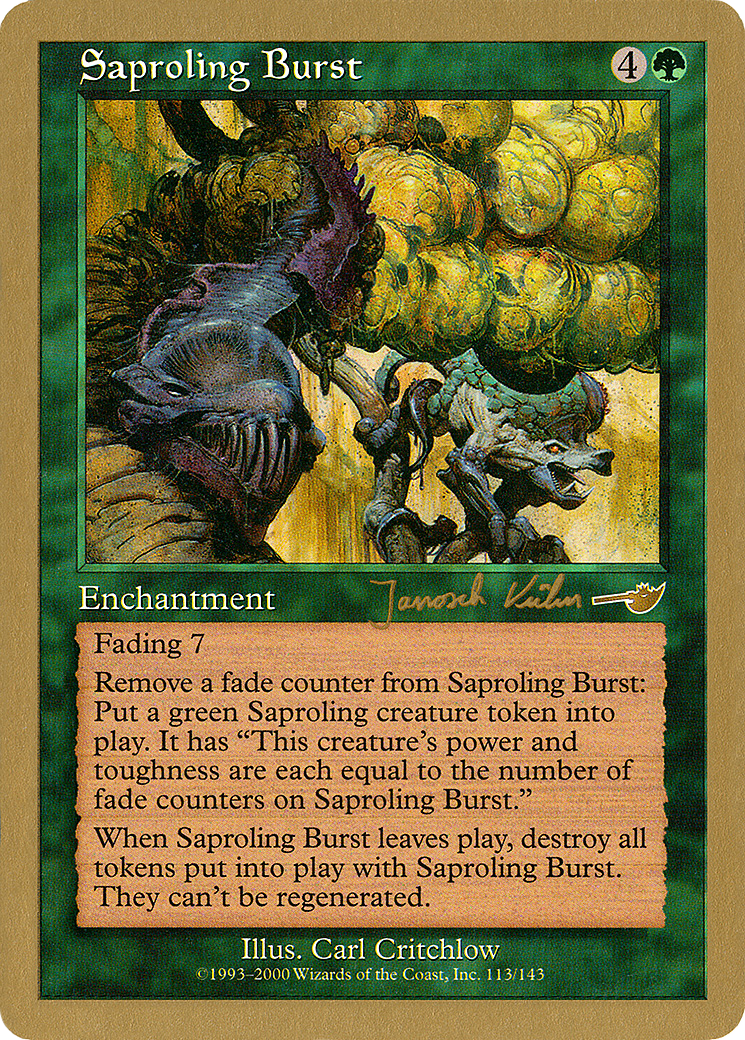 Saproling Burst 4
Enchantment Janosch Kühn
Fading 7
Remove a fade counter from Saproling Burst:
Put a green Saproling creature token into
play. It has “This creature’s power and
toughness are each equal to the number of
fade counters on Saproling Burst.”
When Saproling Burst leaves play, destroy all
tokens put into play with Saproling Burst.
They can’t be regenerated.
Illus. Carl Critchlow
©1993–2000 Wizards of the Coast, Inc. 113/143